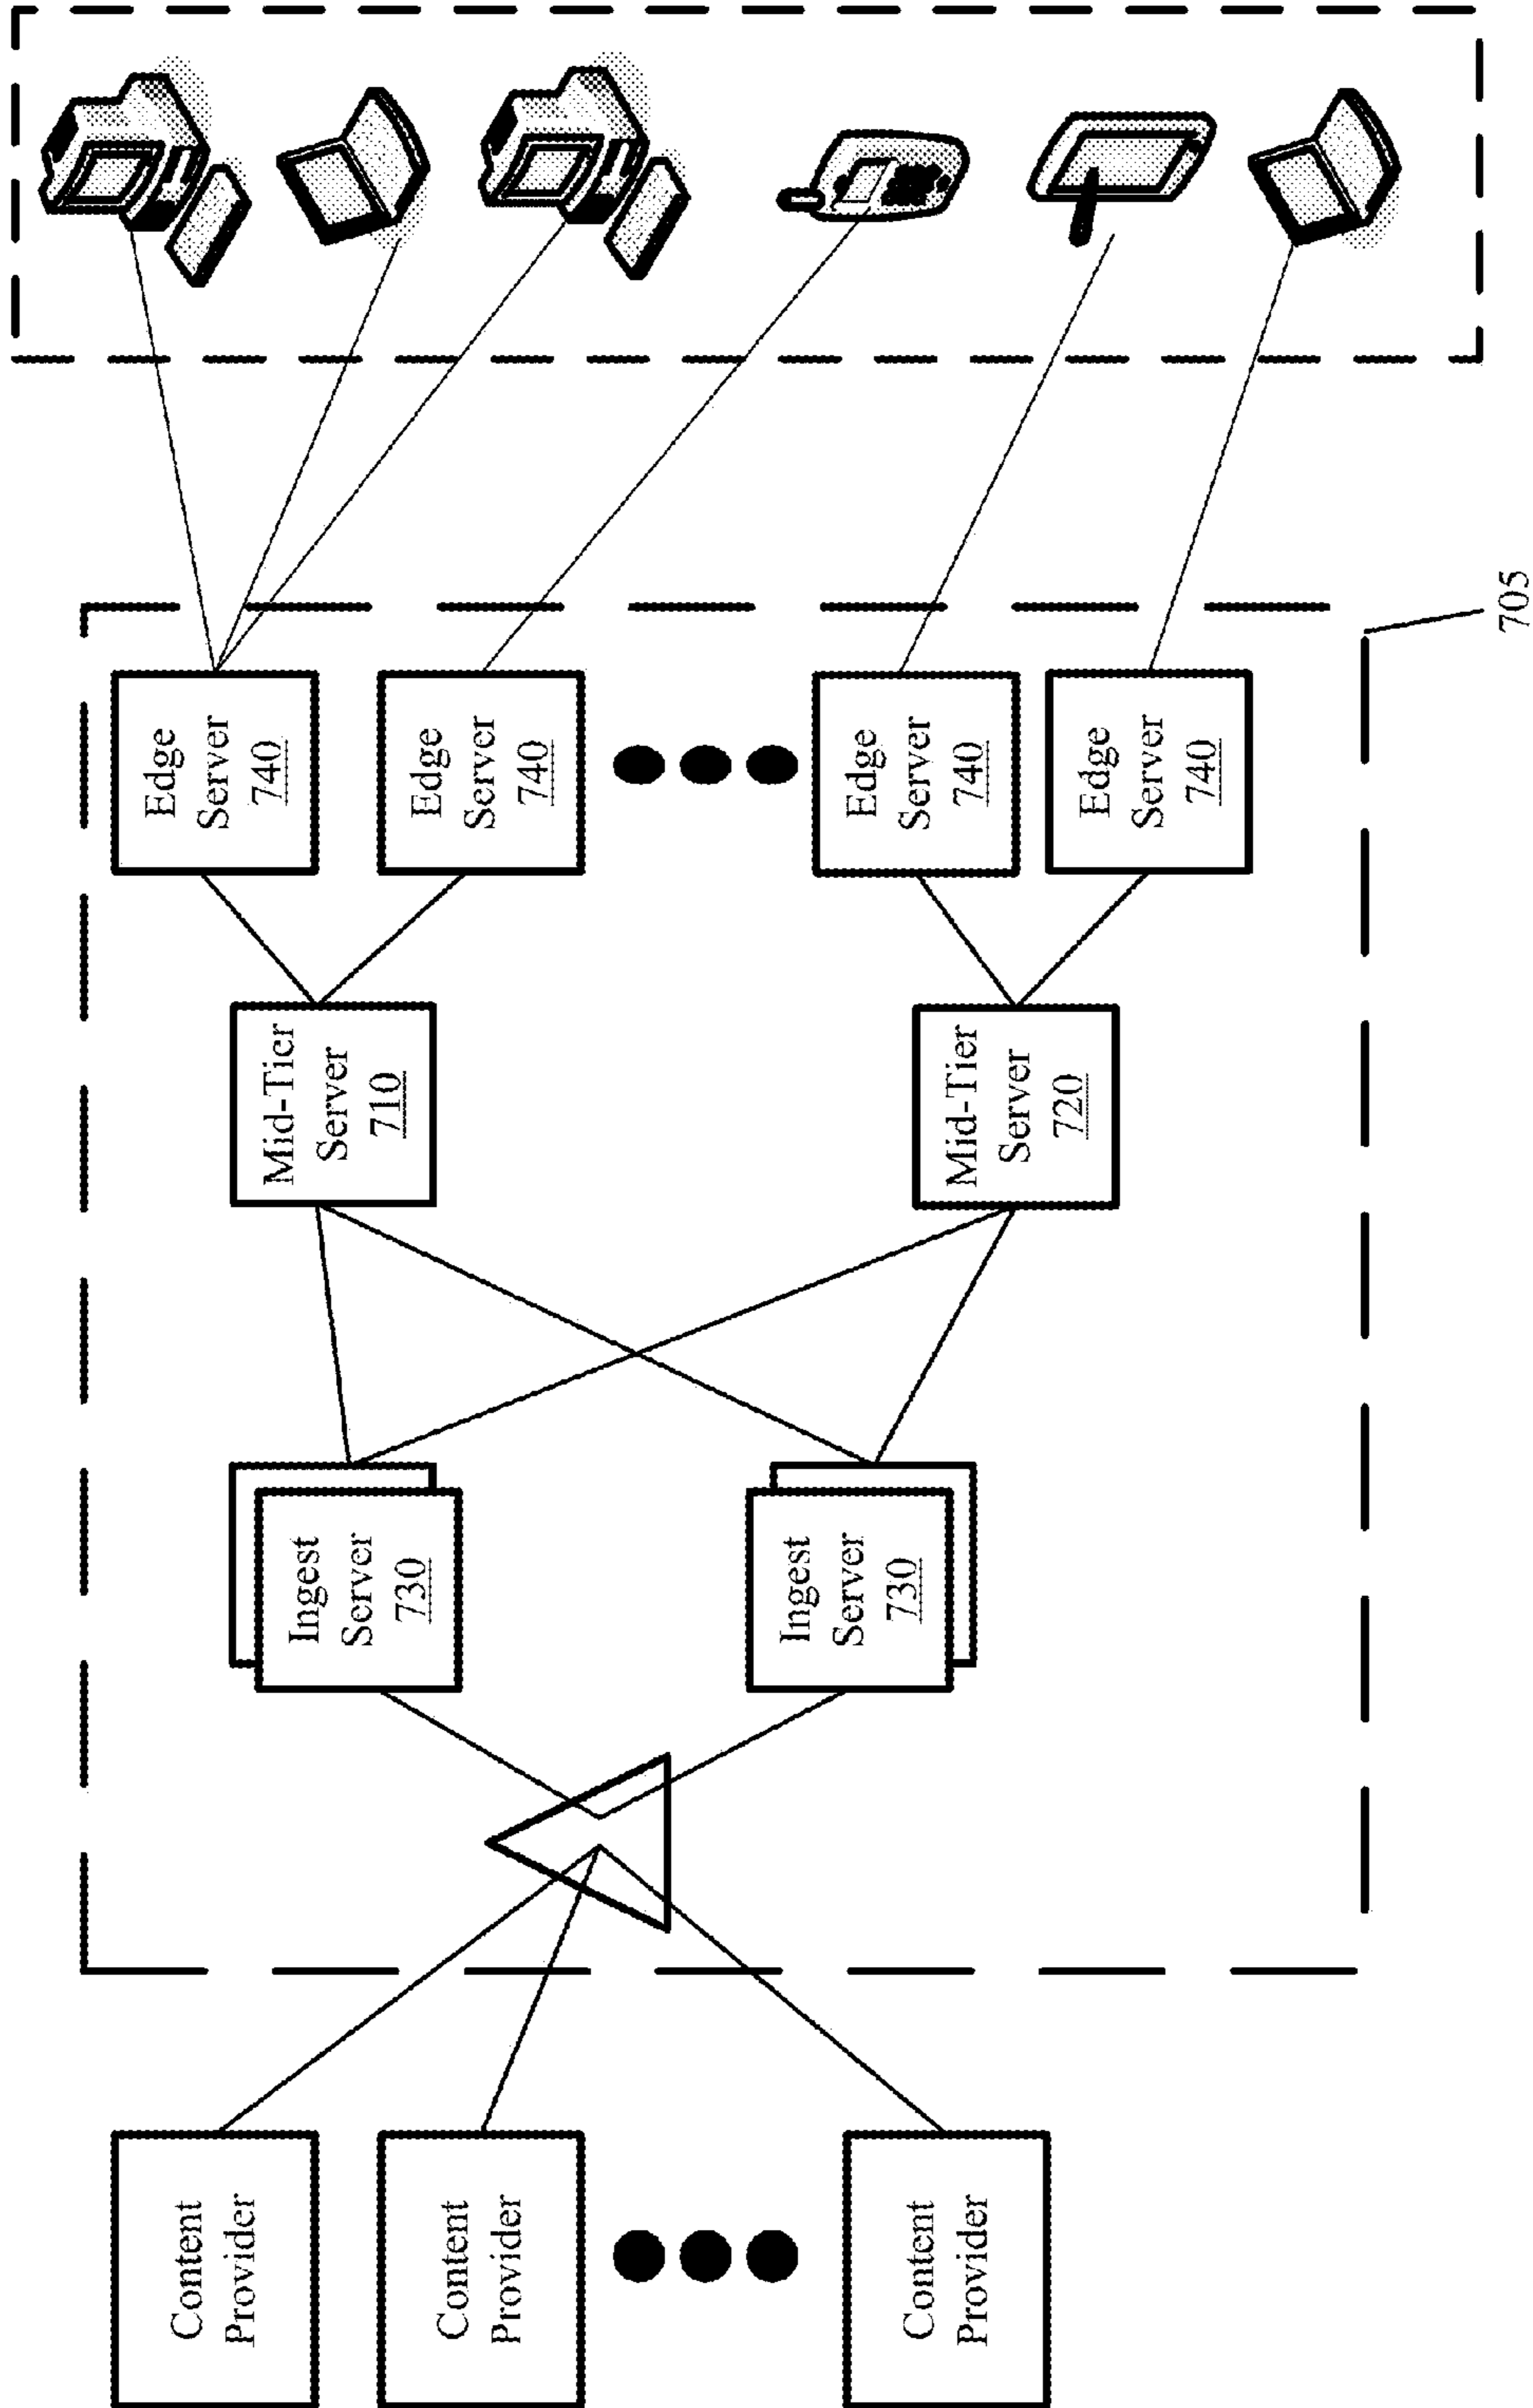 Content
Provider
Content
Provider
Content
Provider
Ingest
Server
730
Ingest
Server
730
Mid-Tier
Server
710
Mid-Tier
Server
720
Edge
Server
740
Edge
Server
740
Edge
Server
740
Edge
Server
740
705